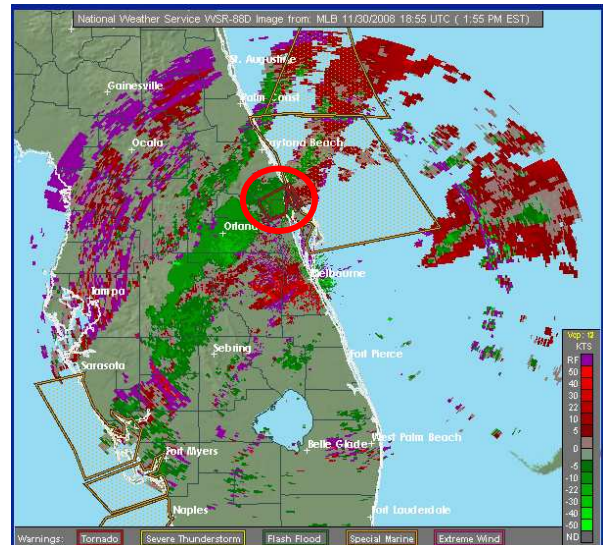 National Weather Service WSR-88D Image from: MLB 11/30/2008 18:55 UTC ( 1:55 PM EST)
St. Augustine
Gainesville
Palm Coast
Ocala
Daytona Beach
Orlando
Melbourne
Tampa
Sebring
Fort Pierce
Sarasota
West Palm Beach
Belle Glade
Fort Myers
Naples
Fort Lauderdale
Vcp: 12
KTS
RF
50
40
30
22
10
5
0
-5
-10
-22
-30
-40
-50
ND
Warnings: Tornado Severe Thunderstorm Flash Flood Special Marine Extreme Wind